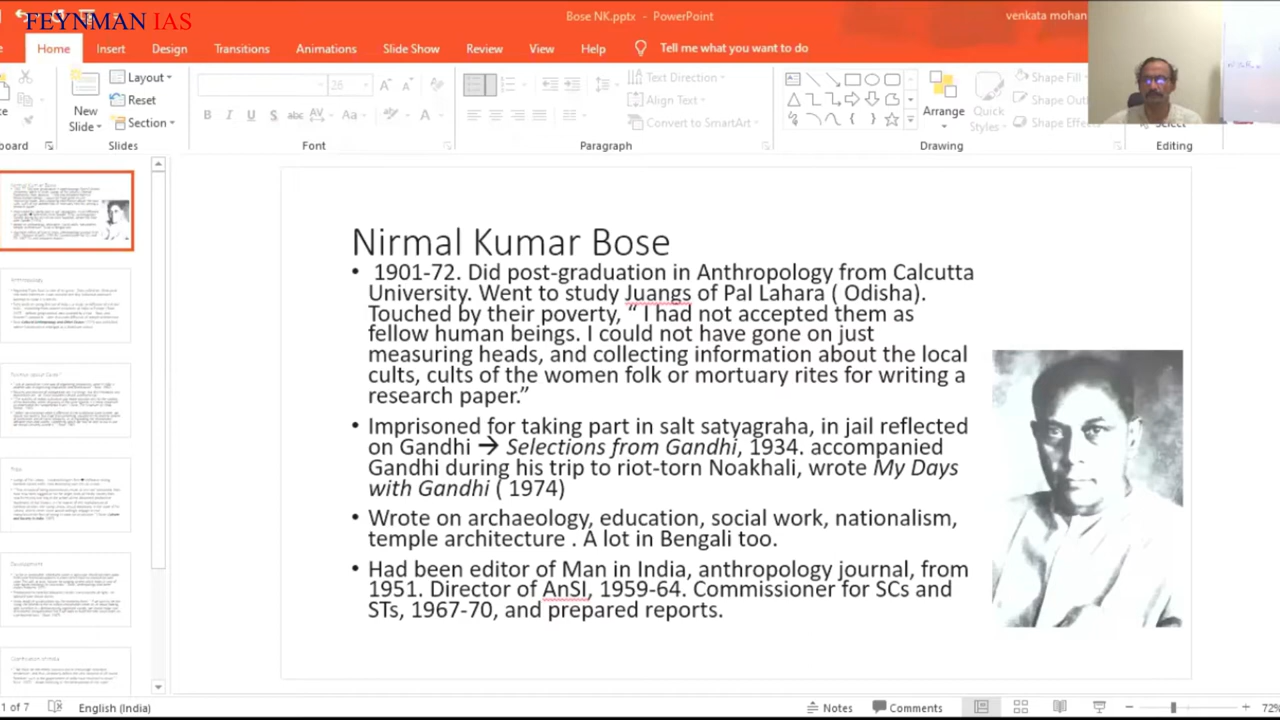 FEYNMAN IAS
Bose NK.pptx - PowerPoint
venkata mohan
Home Insert Design Transitions Animations Slide Show Review View Help Tell me what you want to do
New
Slide
Layout
Reset
Section
26
Text Direction
Align Text
Convert to SmartArt
Arrange
Quick
Styles
Shape Fill
Shape Out
Shape Effe
Select
board
Slides
Font
Paragraph
Drawing
Editing
Nirmal Kumar Bose
• 1901-72. Did post-graduation in Anthropology from Calcutta
University. Went to study Juangs of Pal Lahara ( Odisha).
Touched by their poverty, “ I had not accepted them as
fellow human beings. I could not have gone on just
measuring heads, and collecting information about the local
cults, cults of the women folk or mortuary rites for writing a
research paper.”
• Imprisoned for taking part in salt satyagraha, in jail reflected
on Gandhi → Selections from Gandhi, 1934. accompanied
Gandhi during his trip to riot-torn Noakhali, wrote My Days
with Gandhi ( 1974)
• Wrote on archaeology, education, social work, nationalism,
temple architecture . A lot in Bengali too.
• Had been editor of Man in India, anthropology journal, from
1951. Director of AnSI, 1959-64. Commissioner for SCs and
STs, 1967-70, and prepared reports.
1 of 7
English (India)
Notes
Comments
72%